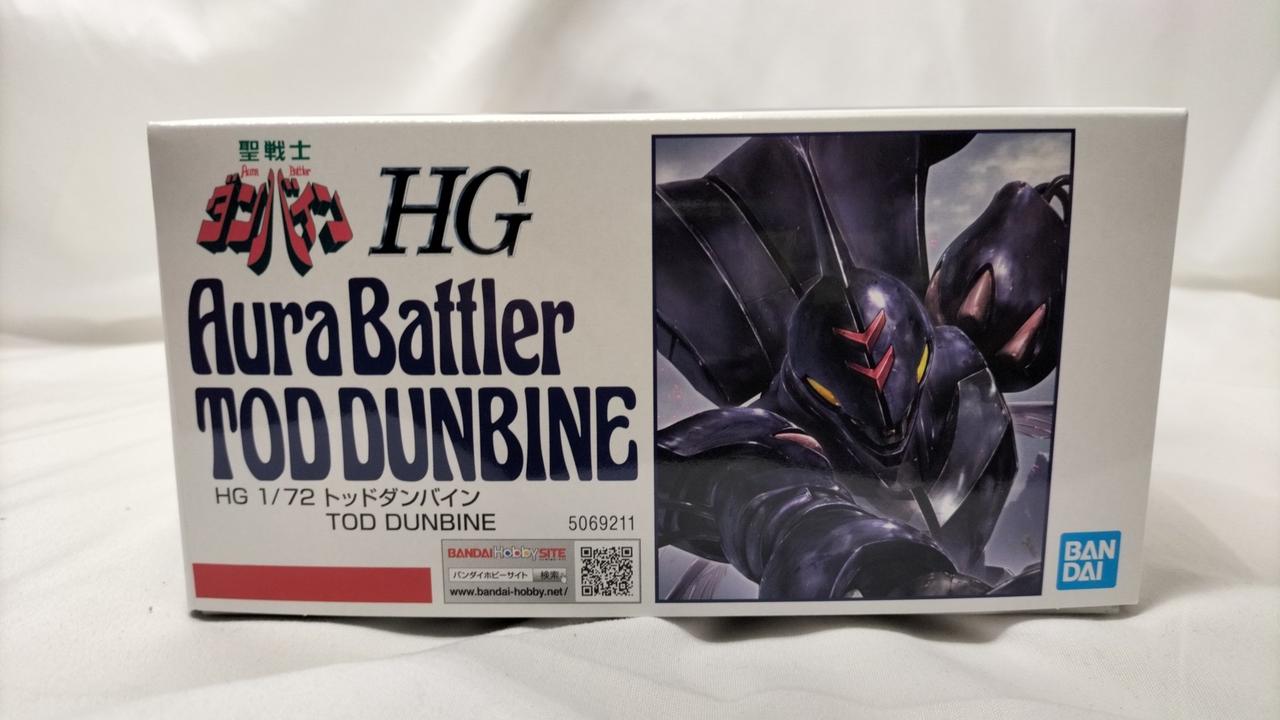 聖戦士
Aura Battler
ダンバイン
HG
Aura Battler
TOD DUNBINE
HG 1/72 トッドダンバイン
TOD DUNBINE
5069211
BANDAI HobbySITE
バンダイホビーサイト 検索
www.bandai-hobby.net/
BAN
DAI